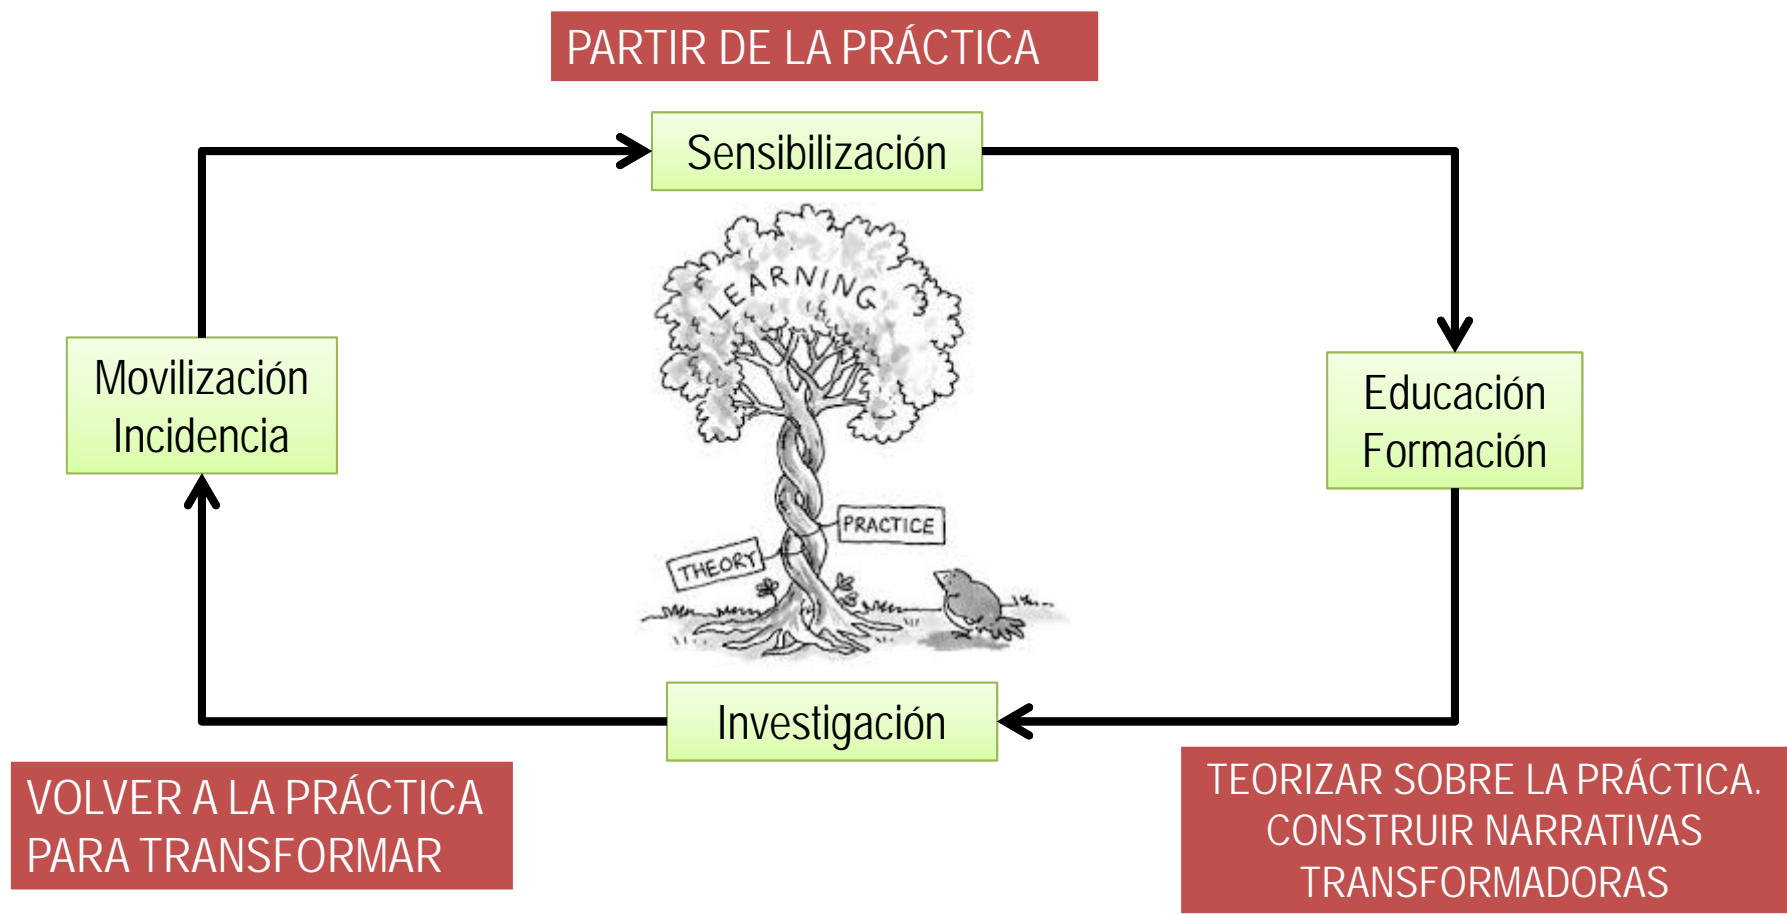 PARTIR DE LA PRÁCTICA
Sensibilización
LEARNING
Movilización
Incidencia
Educación
Formación
PRACTICE
THEORY
Investigación
VOLVER A LA PRÁCTICA
PARA TRANSFORMAR
TEORIZAR SOBRE LA PRÁCTICA.
CONSTRUIR NARRATIVAS
TRANSFORMADORAS